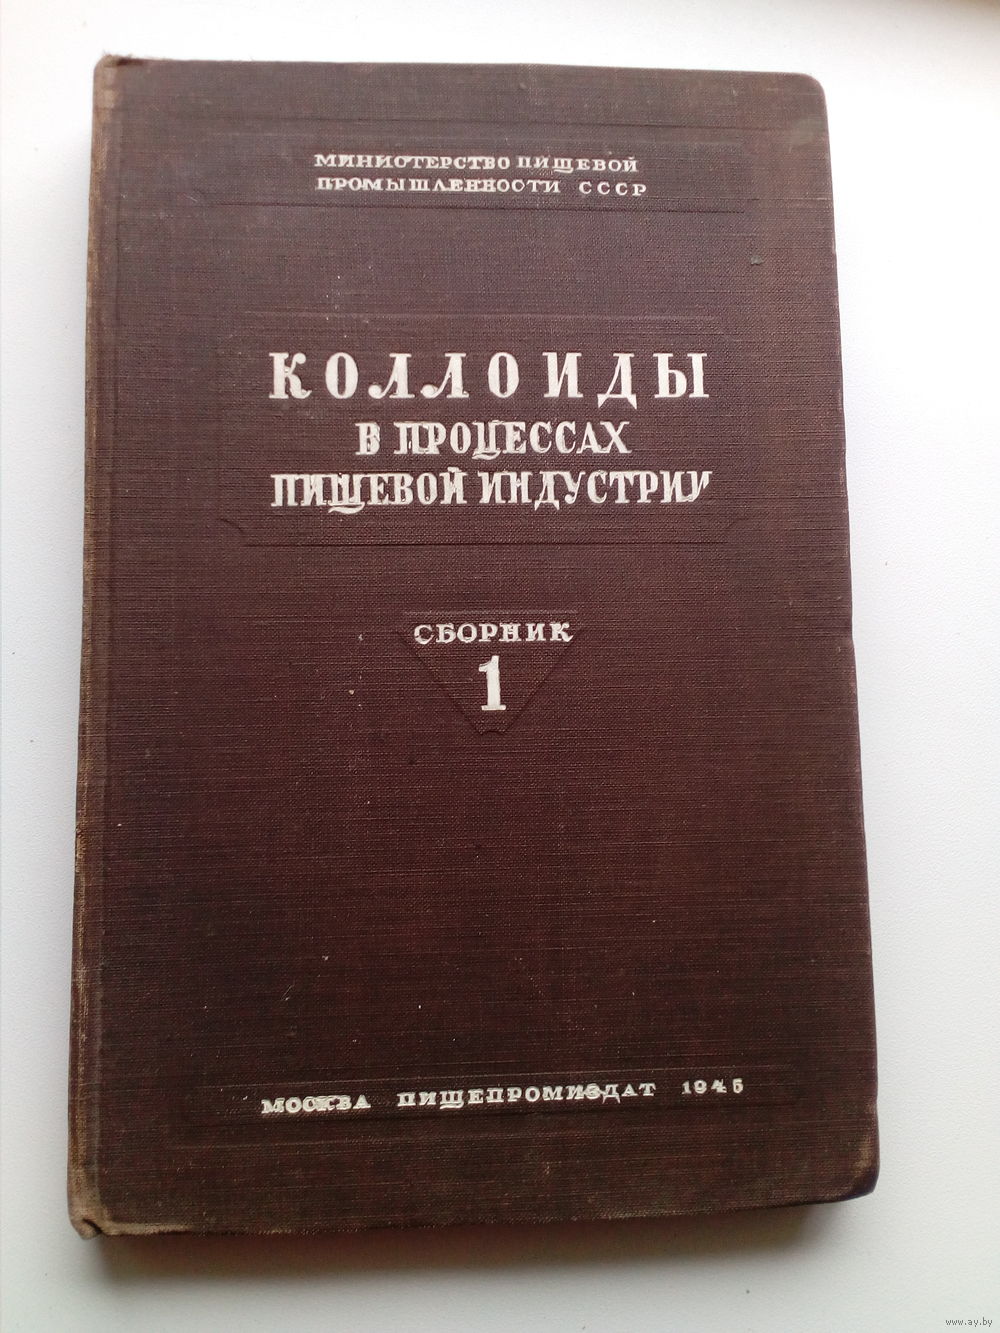 МИНИСТЕРСТВО ПИЩЕВОЙ
ПРОМЫШЛЕННОСТИ СССР
КОЛЛОИДЫ
В ПРОЦЕССАХ
ПИЩЕВОЙ ИНДУСТРИИ
СБОРНИК
1
МОСКВА ПИЩЕПРОМИЗДАТ 1946
www.ay.by